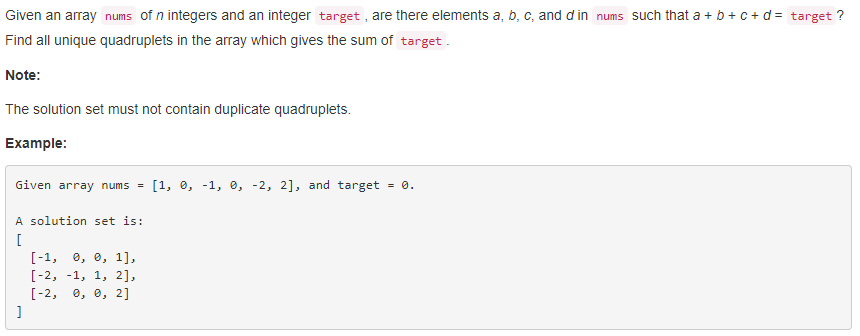 Given an array nums of n integers and an integer target , are there elements a, b, c, and d in nums such that a + b + c + d = target ?
Find all unique quadruplets in the array which gives the sum of target .
Note:
The solution set must not contain duplicate quadruplets.
Example:
Given array nums = [1, 0, -1, 0, -2, 2], and target = 0.
A solution set is:
[
  [-1,  0, 0, 1],
  [-2, -1, 1, 2],
  [-2,  0, 0, 2]
]